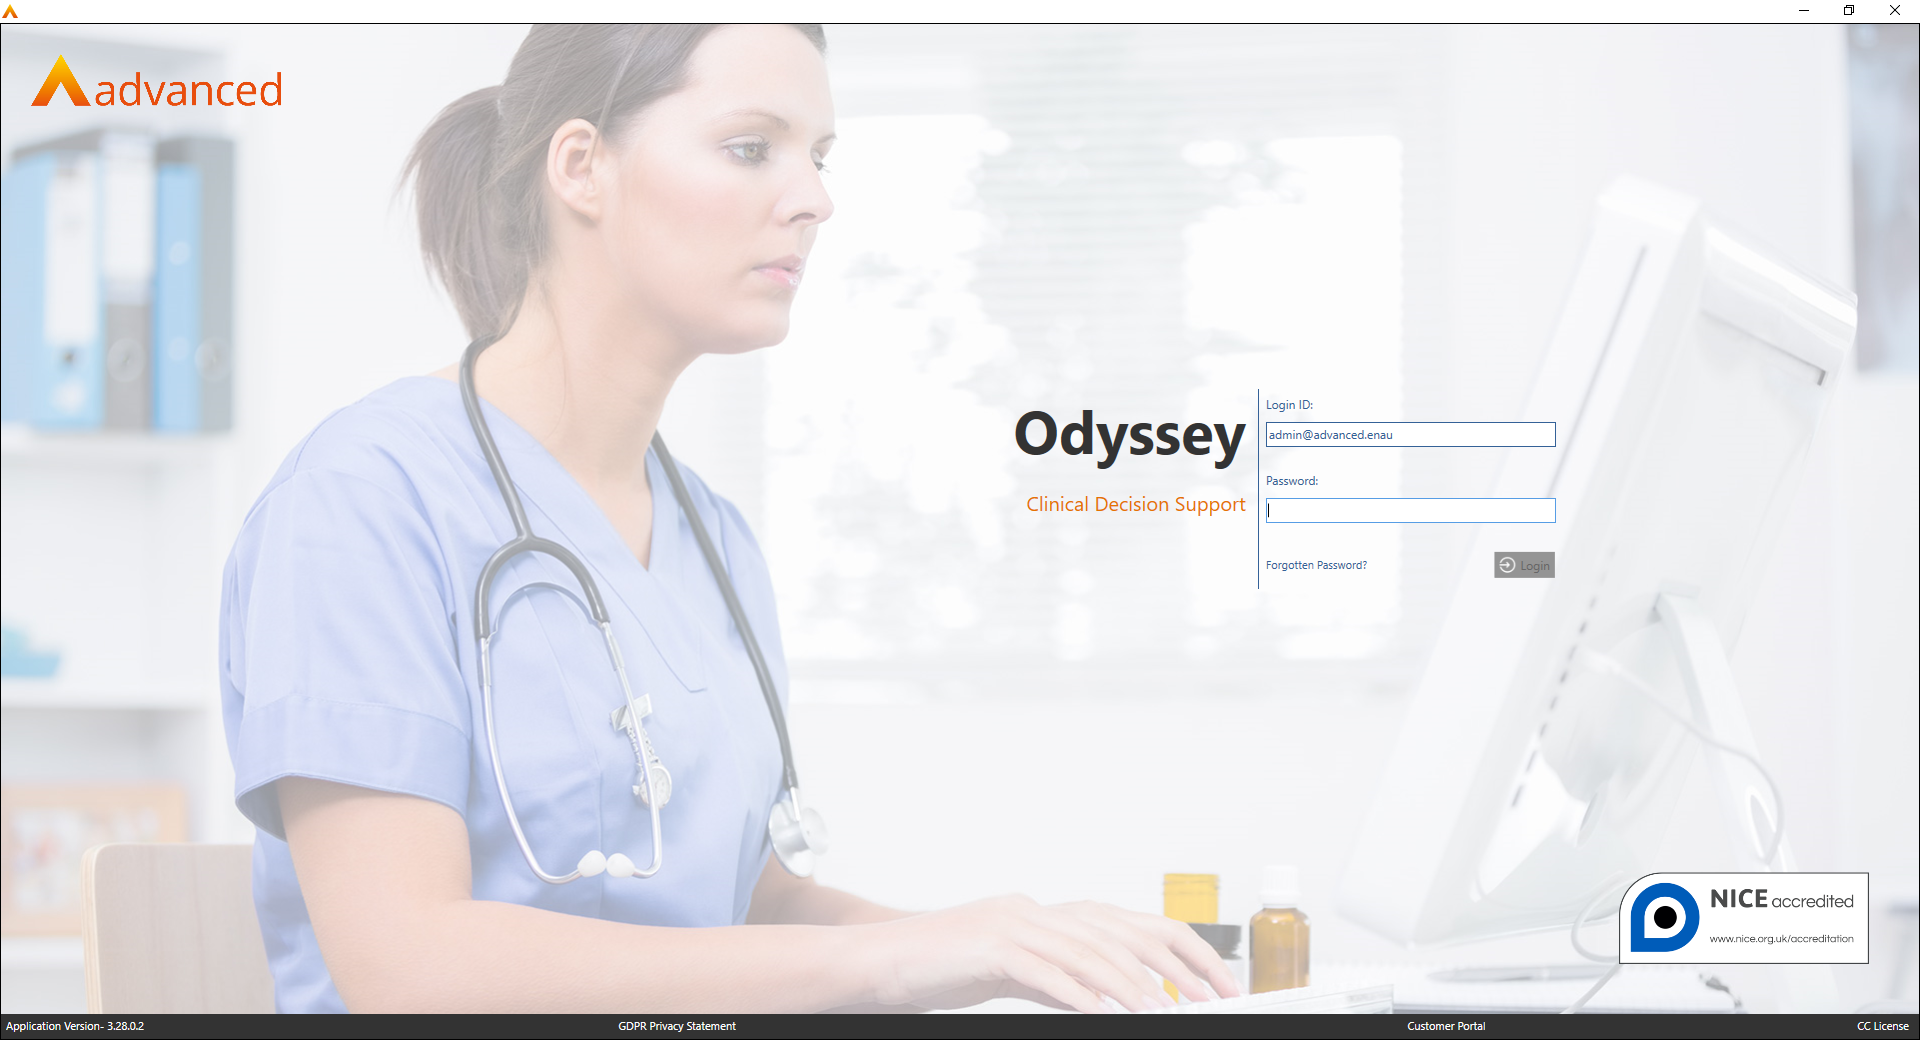 advanced
Odyssey
Clinical Decision Support
Login ID:
admin@advanced.enau
Password:
Forgotten Password?
Login
NICE accredited
www.nice.org.uk/accreditation
Application Version- 3.28.0.2
GDPR Privacy Statement
Customer Portal
CC License